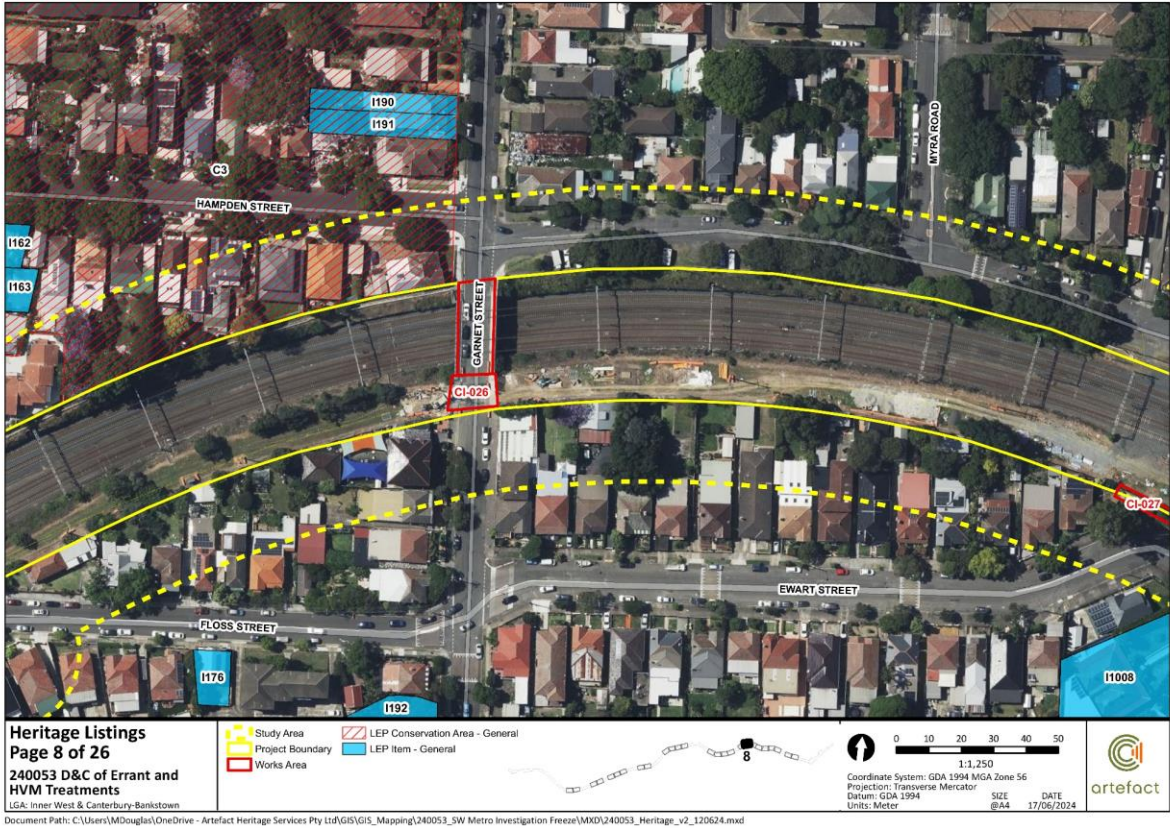 I190
I191
C3
HAMPDEN STREET
MYRA ROAD
I162
I163
GARNET STREET
CI-026
CI-027
EWART STREET
FLOSS STREET
I176
I192
I1008
Heritage Listings
Page 8 of 26
240053 D&C of Errant and
HVM Treatments
LGA: Inner West & Canterbury-Bankstown
Study Area
Project Boundary
Works Area
LEP Conservation Area - General
LEP Item - General
8
0 10 20 30 40 50
1:1,250
Coordinate System: GDA 1994 MGA Zone 56
Projection: Transverse Mercator
Datum: GDA 1994
Units: Meter
SIZE
@A4
DATE
17/06/2024
artefact
Document Path: C:\Users\MDouglas\OneDrive - Artefact Heritage Services Pty Ltd\GIS\GIS_Mapping\240053_SW Metro Investigation Freeze\MXD\240053_Heritage_v2_120624.mxd